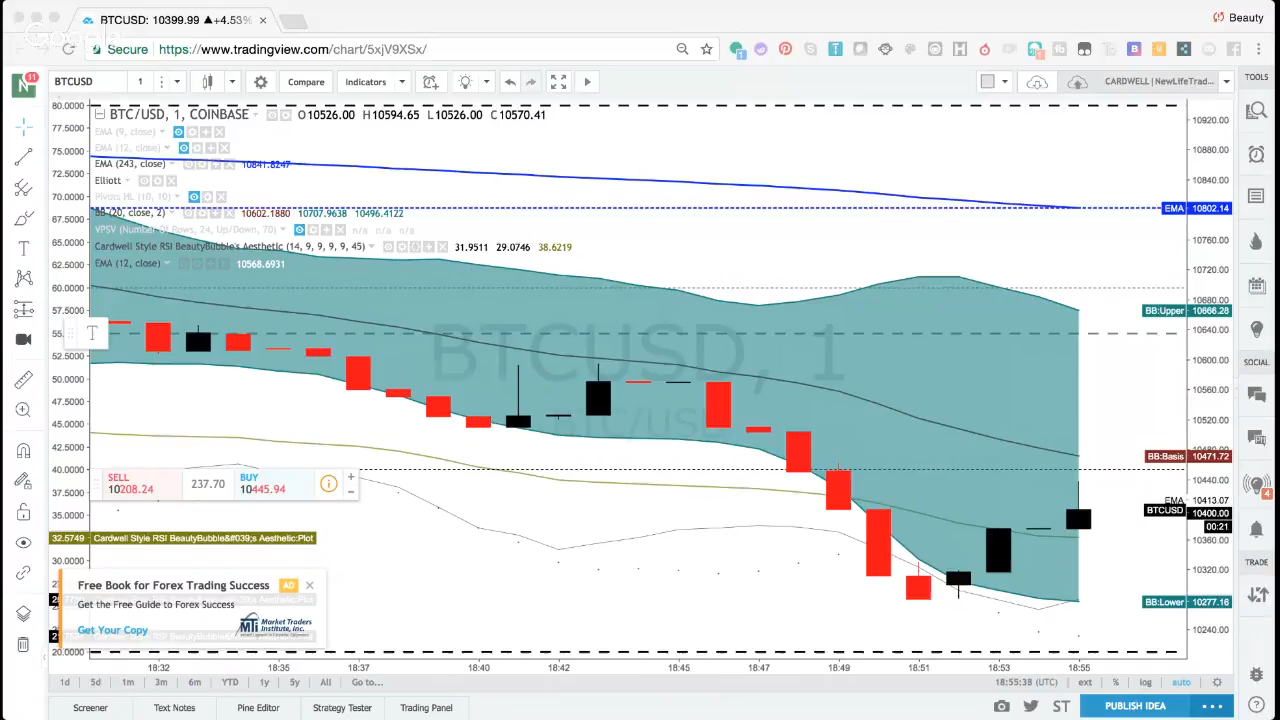 BTCUSD: 10399.99 ▲+4.53%
Beauty
Google
Secure https://www.tradingview.com/chart/5xjV9XSx/
BTCUSD 1 Compare Indicators CARDWELL | NewLifeTrad... TOOLS
N 11
BTC/USD, 1, COINBASE O10526.00 H10594.65 L10526.00 C10570.41
EMA (9, close)
EMA (12, close)
EMA (243, close) 10841.8247
Elliott
Pivots HL (10, 10)
BB (20, close, 2) 10602.1880 10707.9638 10496.4122
VPSV (Number Of Rows, 24, Up/Down, 70) n/a n/a n/a
Cardwell Style RSI BeautyBubble's Aesthetic (14, 9, 9, 9, 9, 45) 31.9511 29.0746 38.6219
EMA (12, close) 10568.6931
80.0000
77.5000
75.0000
72.5000
70.0000
67.5000
65.0000
62.5000
60.0000
57.5000
55.
52.5000
50.0000
47.5000
45.0000
42.5000
40.0000
37.5000
35.0000
32.5749 Cardwell Style RSI BeautyBubble&#039;s Aesthetic:Plot
30.0000
20.0000
T
BTCUSD, 1
BTC/USD
SELL
10208.24
237.70
BUY
10445.94
Free Book for Forex Trading Success AD
Get the Free Guide to Forex Success
Get Your Copy
MTI Market Traders
Institute, Inc.
10920.00
10880.00
10840.00
EMA 10802.14
10760.00
10720.00
10680.00
BB:Upper 10666.28
10640.00
10600.00
10560.00
10520.00
10480.00
BB:Basis 10471.72
10440.00
EMA 10413.07
BTCUSD 10400.00
00:21
10360.00
10320.00
BB:Lower 10277.16
10240.00
SOCIAL
4
TRADE
18:32 18:35 18:37 18:40 18:42 18:45 18:47 18:49 18:51 18:53 18:55
1d 5d 1m 3m 6m YTD 1y 5y All Go to... 18:55:38 (UTC) ext % log auto
Screener Text Notes Pine Editor Strategy Tester Trading Panel ST PUBLISH IDEA